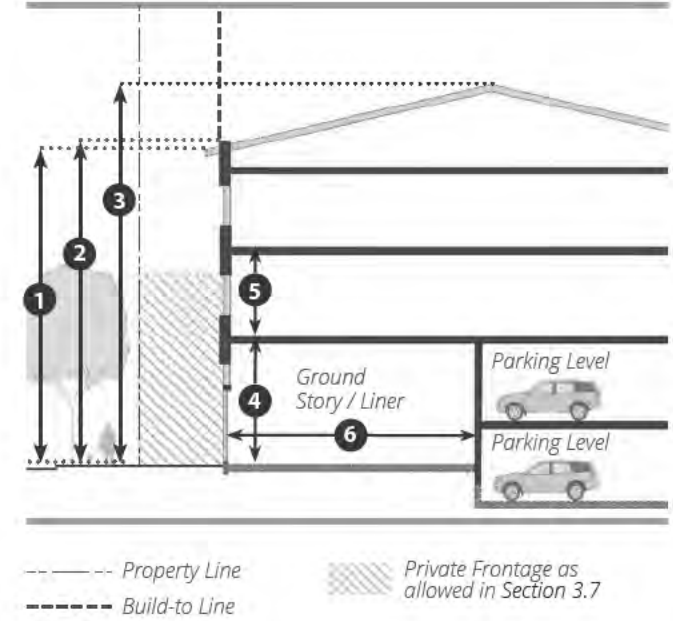 3
2
1
5
Parking Level
Ground
Story / Liner
4
6
Parking Level
Property Line
Build-to Line
Private Frontage as
allowed in Section 3.7